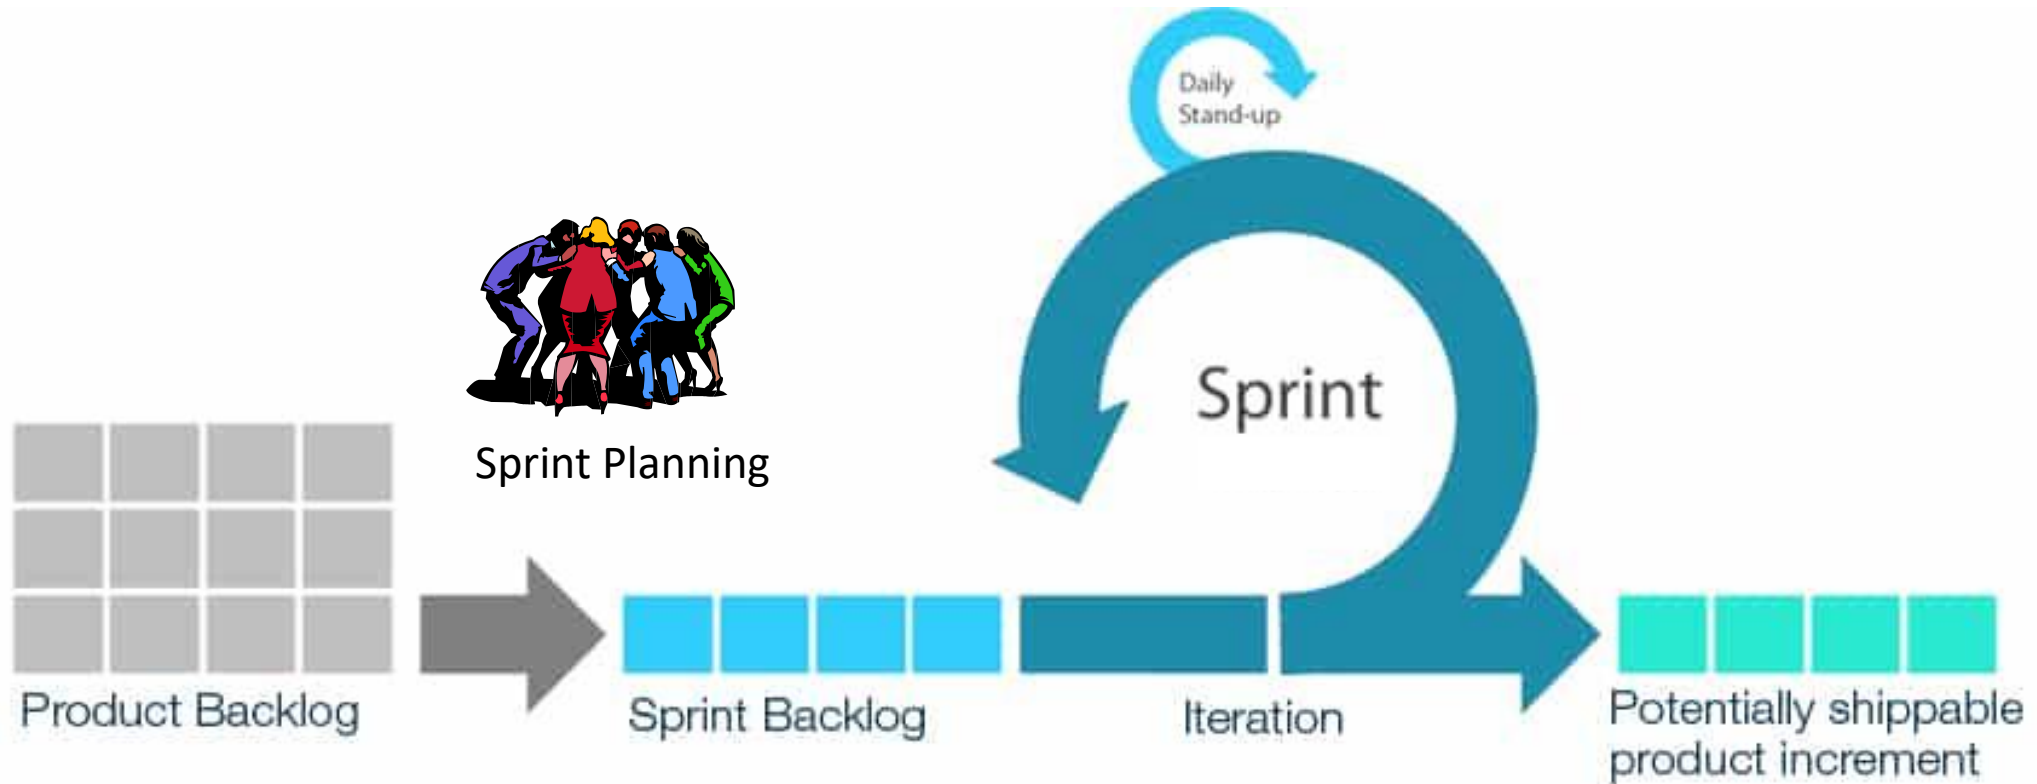 Daily
Stand-up
Sprint
Sprint Planning
Product Backlog
Sprint Backlog
Iteration
Potentially shippable
product increment